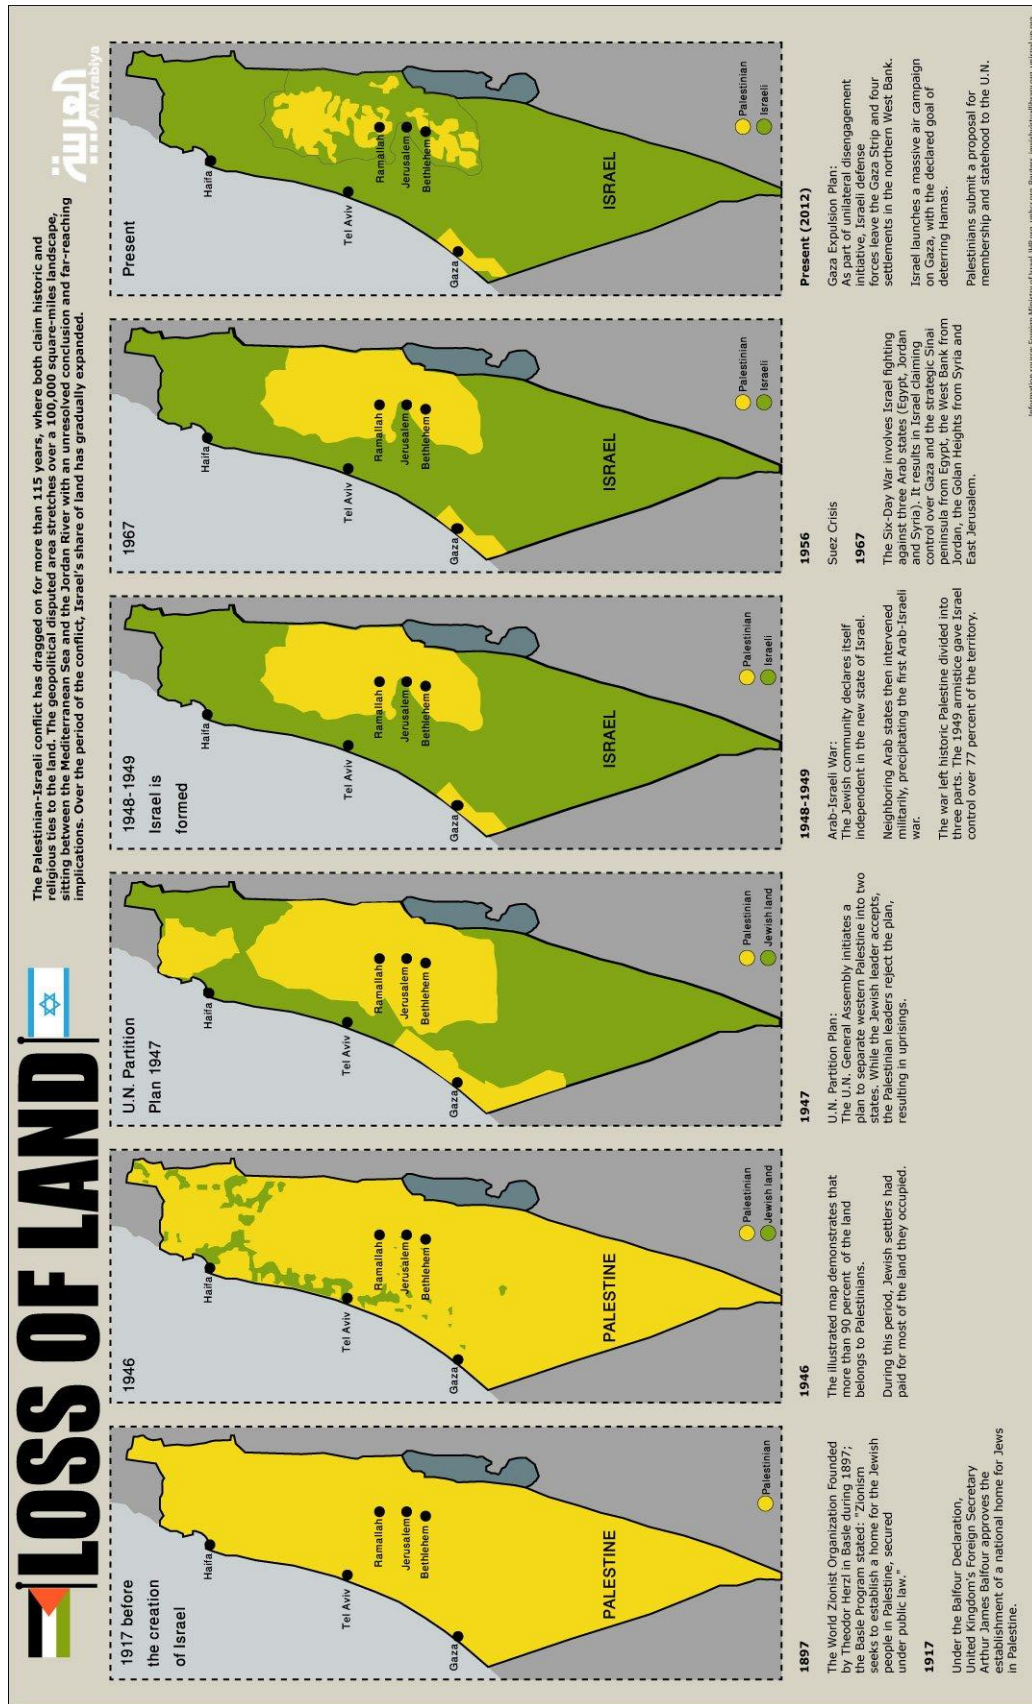 LOSS OF LAND
The Palestinian-Israeli conflict has dragged on for more than 115 years, where both claim historic and
religious ties to the land. The geopolitical disputed area stretches over a 100,000 square-miles landscape,
sitting between the Mediterranean Sea and the Jordan River with an unresolved conclusion and far-reaching
implications. Over the period of the conflict, Israel's share of land has gradually expanded.
العربية
Al Arabiya
1917 before
the creation
of Israel
Haifa
Tel Aviv
Ramallah
Jerusalem
Bethlehem
Gaza
PALESTINE
Palestinian
1946
Haifa
Tel Aviv
Ramallah
Jerusalem
Bethlehem
Gaza
PALESTINE
Palestinian
Jewish land
U.N. Partition
Plan 1947
Haifa
Tel Aviv
Ramallah
Jerusalem
Bethlehem
Gaza
Palestinian
Jewish land
1948-1949
Israel is
formed
Haifa
Tel Aviv
Ramallah
Jerusalem
Bethlehem
Gaza
ISRAEL
Palestinian
Israeli
1967
Haifa
Tel Aviv
Ramallah
Jerusalem
Bethlehem
Gaza
ISRAEL
Palestinian
Israeli
Present
Haifa
Tel Aviv
Ramallah
Jerusalem
Bethlehem
Gaza
ISRAEL
Palestinian
Israeli
1897
The World Zionist Organization Founded
by Theodor Herzl in Basle during 1897;
the Basle Program stated: "Zionism
seeks to establish a home for the Jewish
people in Palestine, secured
under public law."
1917
Under the Balfour Declaration,
United Kingdom's Foreign Secretary
Arthur James Balfour approves the
establishment of a national home for Jews
in Palestine.
1946
The illustrated map demonstrates that
more than 90 percent of the land
belongs to Palestinians.
During this period, Jewish settlers had
paid for most of the land they occupied.
1947
U.N. Partition Plan:
The U.N. General Assembly initiates a
plan to separate western Palestine into two
states. While the Jewish leader accepts,
the Palestinian leaders reject the plan,
resulting in uprisings.
1948-1949
Arab-Israeli War:
The Jewish community declares itself
independent in the new state of Israel.
Neighboring Arab states then intervened
militarily, precipitating the first Arab-Israeli
war.
The war left historic Palestine divided into
three parts. The 1949 armistice gave Israel
control over 77 percent of the territory.
1956
Suez Crisis
1967
The Six-Day War involves Israel fighting
against three Arab states (Egypt, Jordan
and Syria). It results in Israel claiming
control over Gaza and the strategic Sinai
peninsula from Egypt, the West Bank from
Jordan, the Golan Heights from Syria and
East Jerusalem.
Present (2012)
Gaza Expulsion Plan:
As part of unilateral disengagement
initiative, Israeli defense
forces leave the Gaza Strip and four
settlements in the northern West Bank.
Israel launches a massive air campaign
on Gaza, with the declared goal of
deterring Hamas.
Palestinians submit a proposal for
membership and statehood to the U.N.